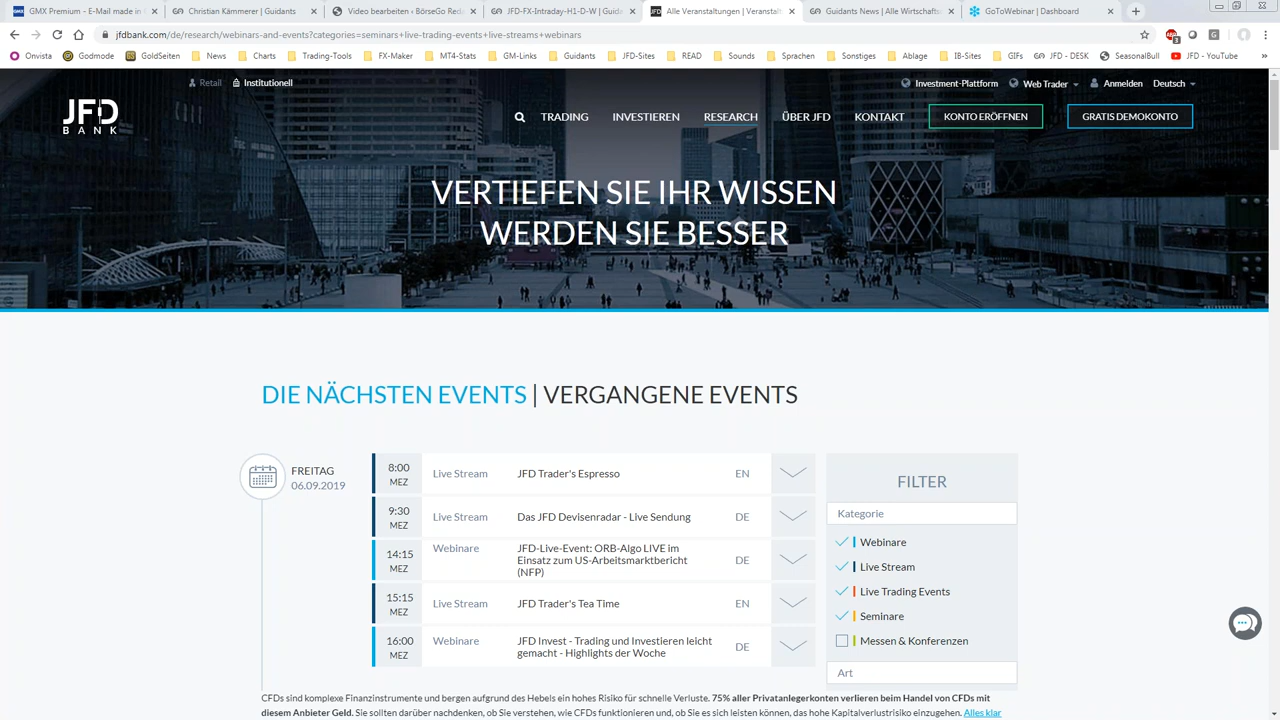 GMX Premium - E-Mail made in
Christian Kämmerer | Guidants
Video bearbeiten ‹ BörseGo Re
JFD-FX-Intraday-H1-D-W | Guid
Alle Veranstaltungen | Veranstalt
Guidants News | Alle Wirtschafts
GoToWebinar | Dashboard
jfdbank.com/de/research/webinars-and-events?categories=seminars+live-trading-events+live-streams+webinars
Onvista
Godmode
GoldSeiten
News
Charts
Trading-Tools
FX-Maker
MT4-Stats
GM-Links
Guidants
JFD-Sites
READ
Sounds
Sprachen
Sonstiges
Ablage
IB-Sites
GIFs
JFD - DESK
SeasonalBull
JFD - YouTube
»
Retail
Institutionell
Investment-Plattform
Web Trader
Anmelden
Deutsch
JFD
BANK
TRADING
INVESTIEREN
RESEARCH
ÜBER JFD
KONTAKT
KONTO ERÖFFNEN
GRATIS DEMOKONTO
VERTIEFEN SIE IHR WISSEN
WERDEN SIE BESSER
DIE NÄCHSTEN EVENTS | VERGANGENE EVENTS
FREITAG
06.09.2019
8:00
MEZ
Live Stream
JFD Trader's Espresso
EN
9:30
MEZ
Live Stream
Das JFD Devisenradar - Live Sendung
DE
14:15
MEZ
Webinare
JFD-Live-Event: ORB-Algo LIVE im
Einsatz zum US-Arbeitsmarktbericht
(NFP)
DE
15:15
MEZ
Live Stream
JFD Trader's Tea Time
EN
16:00
MEZ
Webinare
JFD Invest - Trading und Investieren leicht
gemacht - Highlights der Woche
DE
FILTER
Kategorie
Webinare
Live Stream
Live Trading Events
Seminare
Messen & Konferenzen
Art
CFDs sind komplexe Finanzinstrumente und bergen aufgrund des Hebels ein hohes Risiko für schnelle Verluste. 75% aller Privatanlegerkonten verlieren beim Handel von CFDs mit
diesem Anbieter Geld. Sie sollten darüber nachdenken, ob Sie verstehen, wie CFDs funktionieren und, ob Sie es sich leisten können, das hohe Kapitalverlustrisiko einzugehen. Alles klar